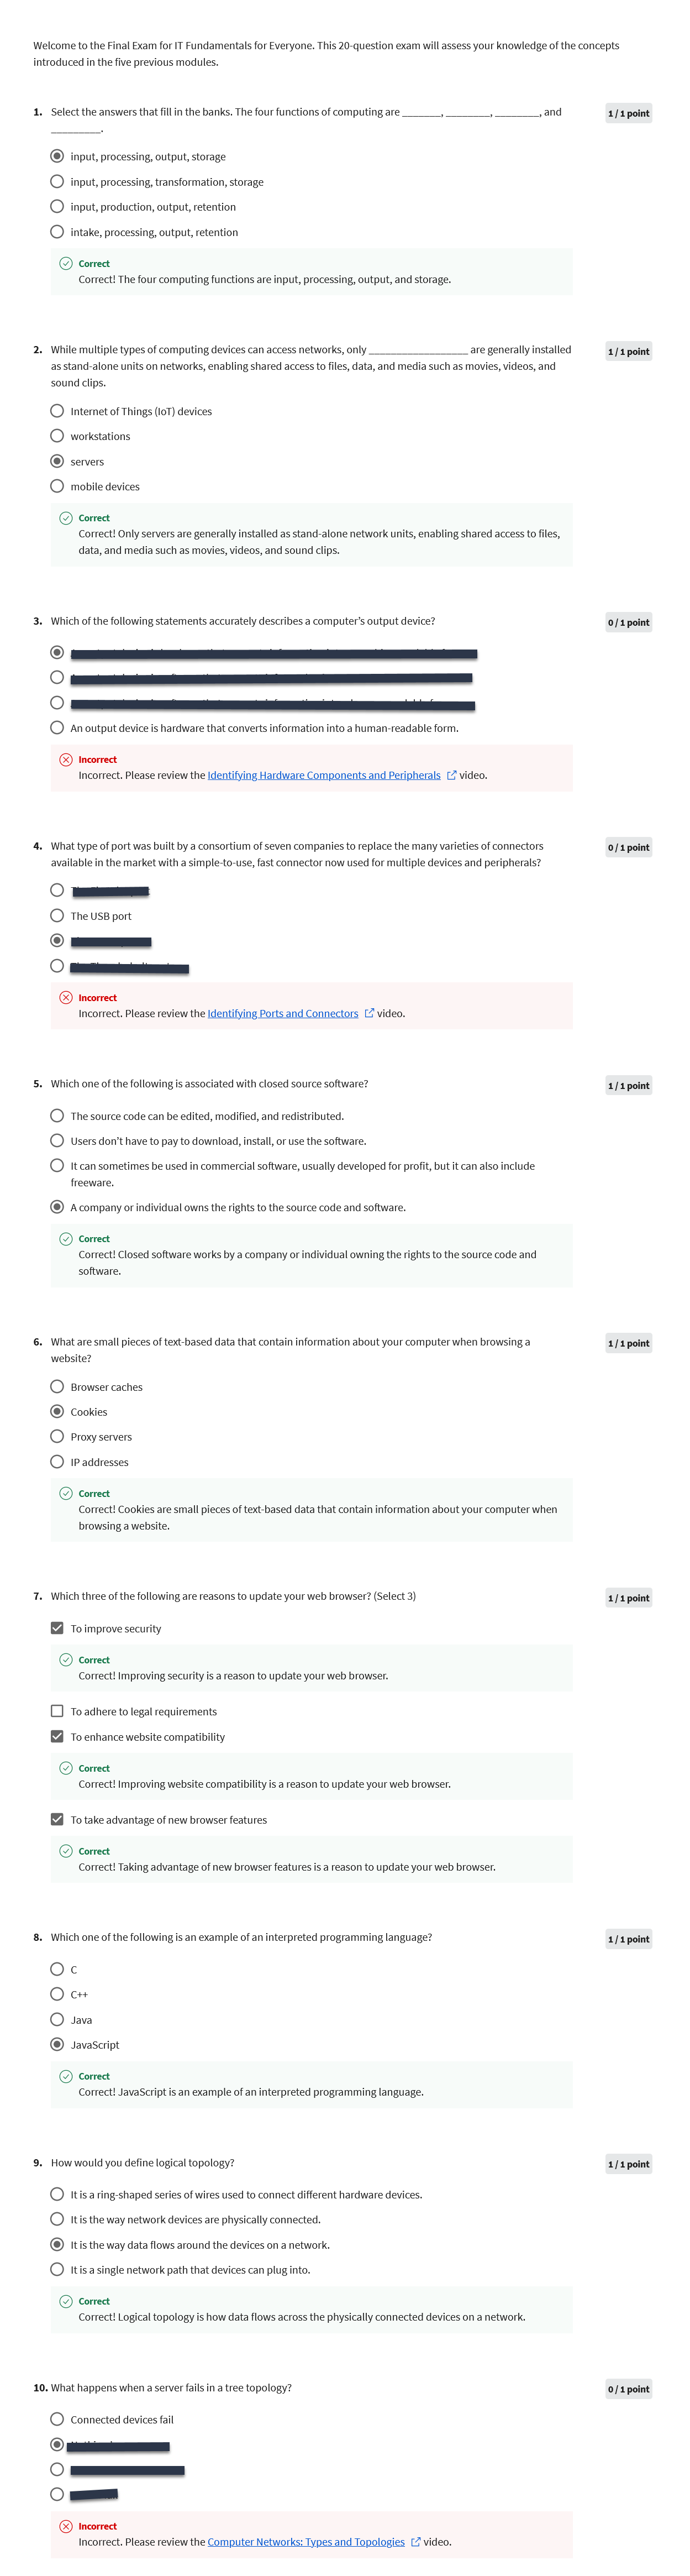 Welcome to the Final Exam for IT Fundamentals for Everyone. This 20-question exam will assess your knowledge of the concepts
introduced in the five previous modules.
1. Select the answers that fill in the banks. The four functions of computing are _______, ________, ________, and
_________.
1 / 1 point
input, processing, output, storage
input, processing, transformation, storage
input, production, output, retention
intake, processing, output, retention
Correct
Correct! The four computing functions are input, processing, output, and storage.
2. While multiple types of computing devices can access networks, only __________________ are generally installed
as stand-alone units on networks, enabling shared access to files, data, and media such as movies, videos, and
sound clips.
1 / 1 point
Internet of Things (IoT) devices
workstations
servers
mobile devices
Correct
Correct! Only servers are generally installed as stand-alone network units, enabling shared access to files,
data, and media such as movies, videos, and sound clips.
3. Which of the following statements accurately describes a computer’s output device?
0 / 1 point
An output device is hardware that converts information into a human-readable form.
Incorrect
Incorrect. Please review the Identifying Hardware Components and Peripherals video.
4. What type of port was built by a consortium of seven companies to replace the many varieties of connectors
available in the market with a simple-to-use, fast connector now used for multiple devices and peripherals?
0 / 1 point
The USB port
Incorrect
Incorrect. Please review the Identifying Ports and Connectors video.
5. Which one of the following is associated with closed source software?
1 / 1 point
The source code can be edited, modified, and redistributed.
Users don’t have to pay to download, install, or use the software.
It can sometimes be used in commercial software, usually developed for profit, but it can also include
freeware.
A company or individual owns the rights to the source code and software.
Correct
Correct! Closed software works by a company or individual owning the rights to the source code and
software.
6. What are small pieces of text-based data that contain information about your computer when browsing a
website?
1 / 1 point
Browser caches
Cookies
Proxy servers
IP addresses
Correct
Correct! Cookies are small pieces of text-based data that contain information about your computer when
browsing a website.
7. Which three of the following are reasons to update your web browser? (Select 3)
1 / 1 point
To improve security
Correct
Correct! Improving security is a reason to update your web browser.
To adhere to legal requirements
To enhance website compatibility
Correct
Correct! Improving website compatibility is a reason to update your web browser.
To take advantage of new browser features
Correct
Correct! Taking advantage of new browser features is a reason to update your web browser.
8. Which one of the following is an example of an interpreted programming language?
1 / 1 point
C
C++
Java
JavaScript
Correct
Correct! JavaScript is an example of an interpreted programming language.
9. How would you define logical topology?
1 / 1 point
It is a ring-shaped series of wires used to connect different hardware devices.
It is the way network devices are physically connected.
It is the way data flows around the devices on a network.
It is a single network path that devices can plug into.
Correct
Correct! Logical topology is how data flows across the physically connected devices on a network.
10. What happens when a server fails in a tree topology?
0 / 1 point
Connected devices fail
Incorrect
Incorrect. Please review the Computer Networks: Types and Topologies video.